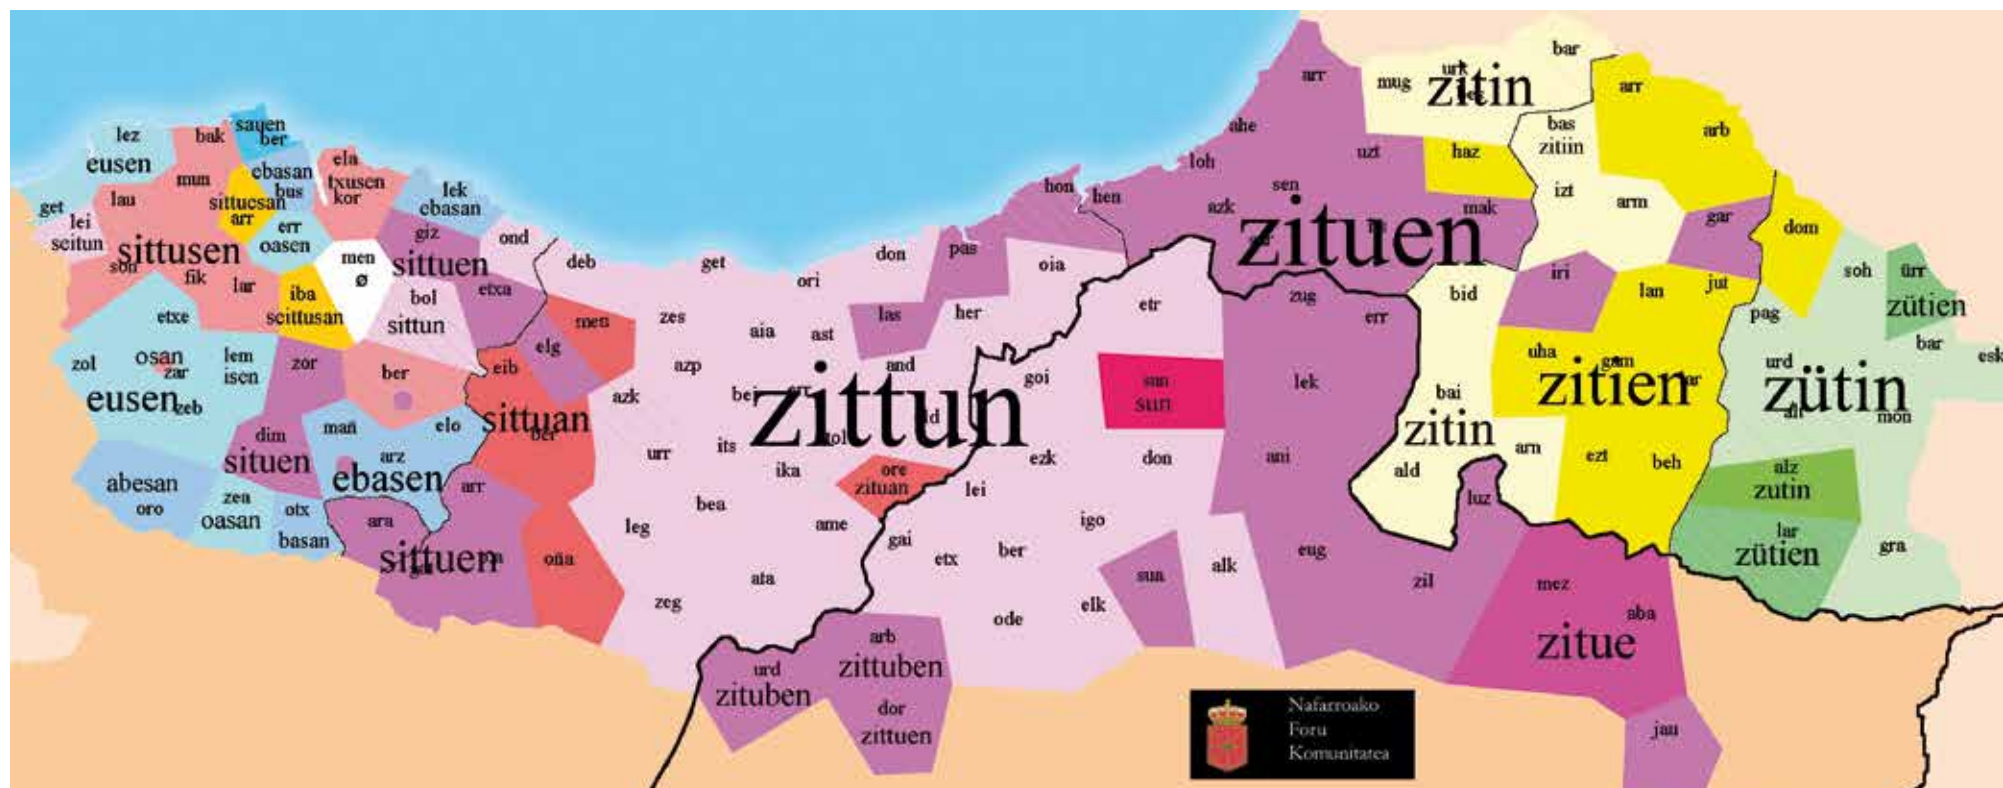 lez
eusen
bak
sauen
ber
ebasan
bus
ela
txusen
kor
lek
ebasan
mun
sittuesan
arr
get
lau
lei
seitun
err
oasen
giz
sittuen
ond
sittusen
son
fik
lar
men
ø
iba
seittusan
bol
sittun
etxa
etxe
zol
osan
zar
lem
isen
zor
ber
eusen
zeb
elg
men
eib
sittuan
ber
dim
situen
mañ
elo
arz
ebasen
abesan
oro
zea
oasan
otx
basan
arr
ara
sittuen
oña
deb
get
ori
don
pas
oia
hon
hen
zes
aia
ast
las
her
azp
and
azk
bei
zittun
urr
its
ika
ore
zituan
bea
leg
ame
ata
zeg
goi
etr
sun
ezk
don
lei
igo
gai
etx
ber
ode
elk
sua
alk
urd
zituben
arb
zittuben
dor
zittuen
arr
ahe
loh
uzt
sen
azk
mak
zituen
mug
zitin
bar
haz
bas
zitiin
izt
arm
arr
arb
gar
dom
zug
err
lek
ani
eug
zil
bid
bai
zitin
ald
arn
luz
iri
lan
jut
uha
gam
zitien
ezt
beh
mez
aba
zitue
jau
soh
ürr
zütien
pag
bar
esk
urd
zütin
alt
mon
alz
zutin
lar
zütien
gra
Nafarroako
Foru
Komunitatea